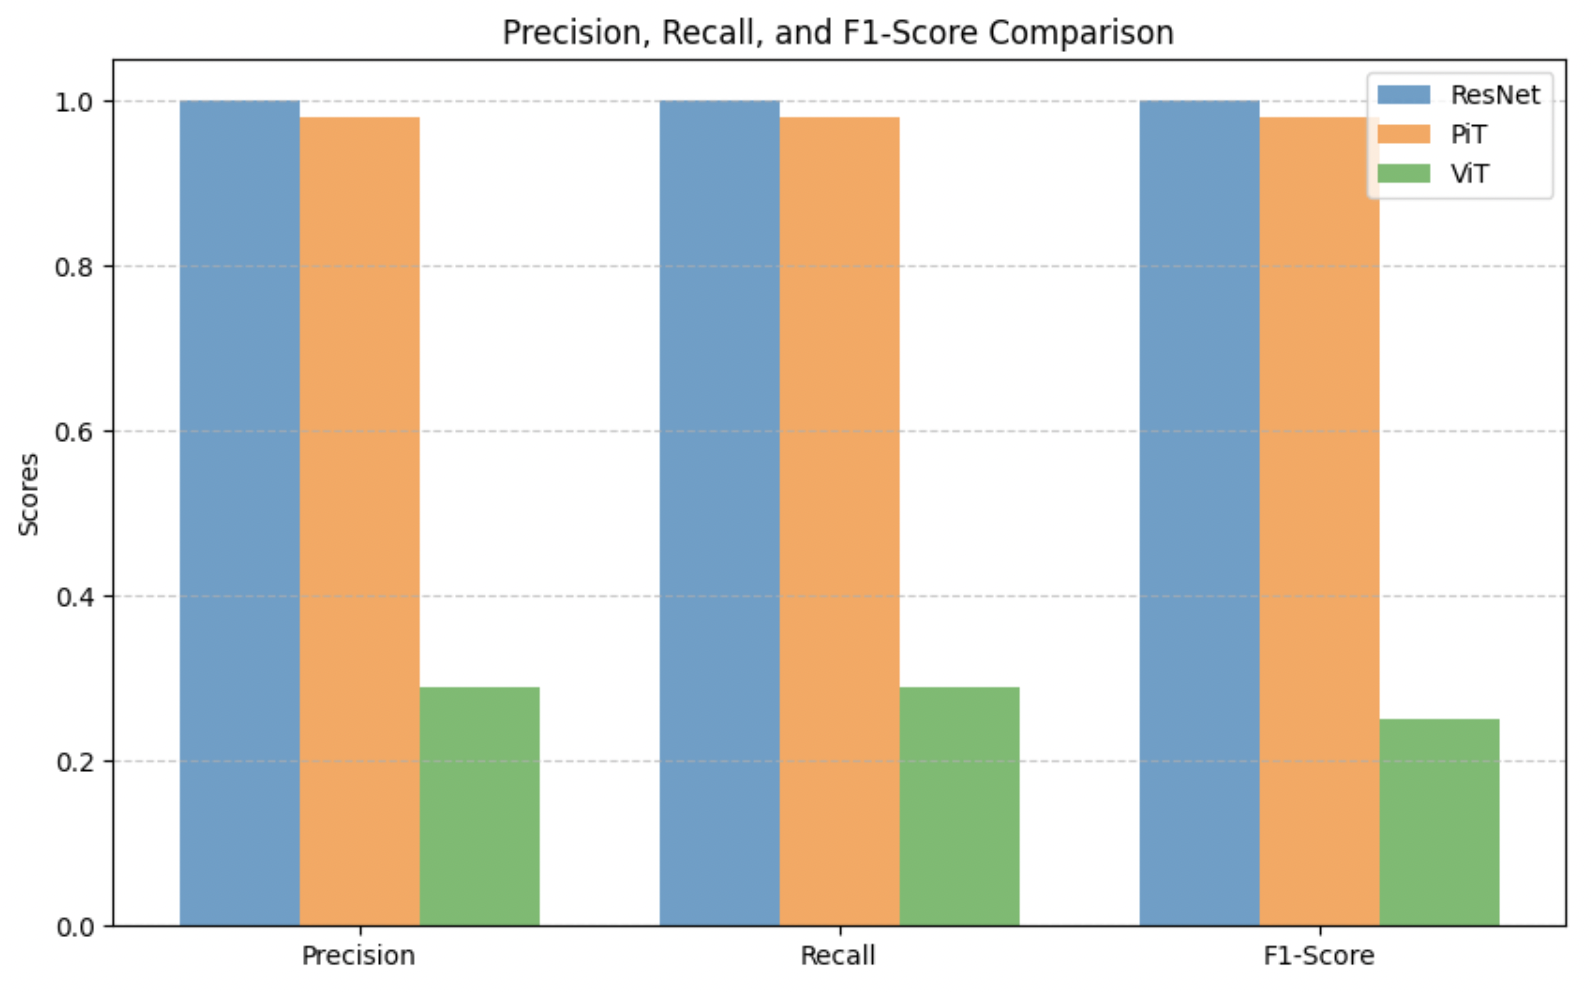 Precision, Recall, and F1-Score Comparison
ResNet
PiT
ViT
1.0
0.8
0.6
0.4
0.2
0.0
Scores
Precision
Recall
F1-Score